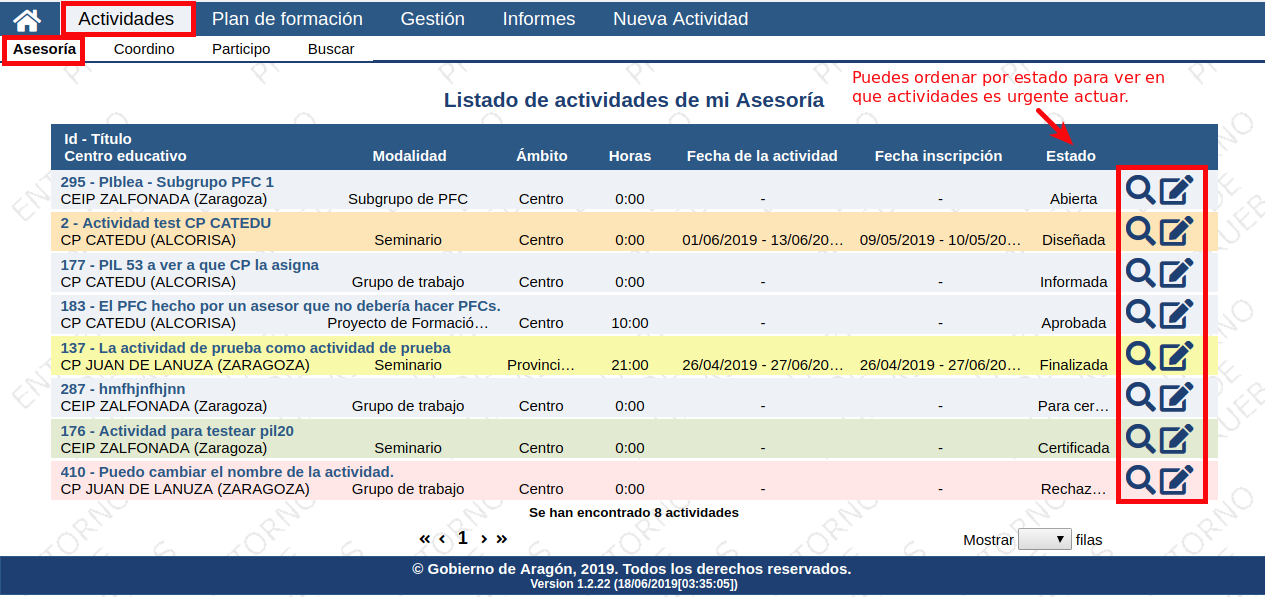 Actividades Plan de formación Gestión Informes Nueva Actividad
Asesoría Coordino Participo Buscar
Puedes ordenar por estado para ver en
que actividades es urgente actuar.
Listado de actividades de mi Asesoría
Id - Título
Centro educativo Modalidad Ámbito Horas Fecha de la actividad Fecha inscripción Estado
295 - PIblea - Subgrupo PFC 1
CEIP ZALFONADA (Zaragoza) Subgrupo de PFC Centro 0:00 - - Abierta
2 - Actividad test CP CATEDU
CP CATEDU (ALCORISA) Seminario Centro 0:00 01/06/2019 - 13/06/20... 09/05/2019 - 10/05/20... Diseñada
177 - PIL 53 a ver a que CP la asigna
CP CATEDU (ALCORISA) Grupo de trabajo Centro 0:00 - - Informada
183 - El PFC hecho por un asesor que no debería hacer PFCs.
CP CATEDU (ALCORISA) Proyecto de Formació... Centro 10:00 - - Aprobada
137 - La actividad de prueba como actividad de prueba
CP JUAN DE LANUZA (ZARAGOZA) Seminario Provinci... 21:00 26/04/2019 - 27/06/20... 26/04/2019 - 27/06/20... Finalizada
287 - hmfhjnfhjnn
CEIP ZALFONADA (Zaragoza) Grupo de trabajo Centro 0:00 - - Para cer...
176 - Actividad para testear pil20
CEIP ZALFONADA (Zaragoza) Seminario Centro 0:00 - - Certificada
410 - Puedo cambiar el nombre de la actividad.
CP JUAN DE LANUZA (ZARAGOZA) Grupo de trabajo Centro 0:00 - - Rechaz...
Se han encontrado 8 actividades
« ‹ 1 › » Mostrar filas
© Gobierno de Aragón, 2019. Todos los derechos reservados.
Version 1.2.22 (18/06/2019[03:35:05])